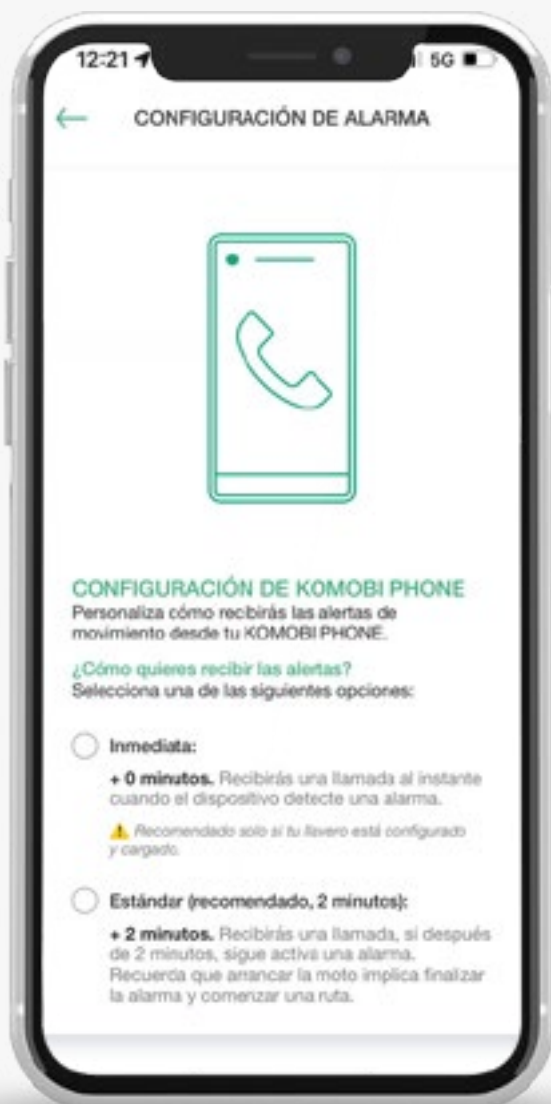 12:21
5G
CONFIGURACIÓN DE ALARMA
CONFIGURACIÓN DE KOMOBI PHONE
Personaliza cómo recibirás las alertas de
movimiento desde tu KOMOBI PHONE.
¿Cómo quieres recibir las alertas?
Selecciona una de las siguientes opciones:
Inmediata:
+ 0 minutos. Recibirás una llamada al instante
cuando el dispositivo detecte una alarma.
⚠️ Recomendado solo si tu llavero está configurado
y cargado.
Estándar (recomendado, 2 minutos):
+ 2 minutos. Recibirás una llamada, si después
de 2 minutos, sigue activa una alarma.
Recuerda que arrancar la moto implica finalizar
la alarma y comenzar una ruta.